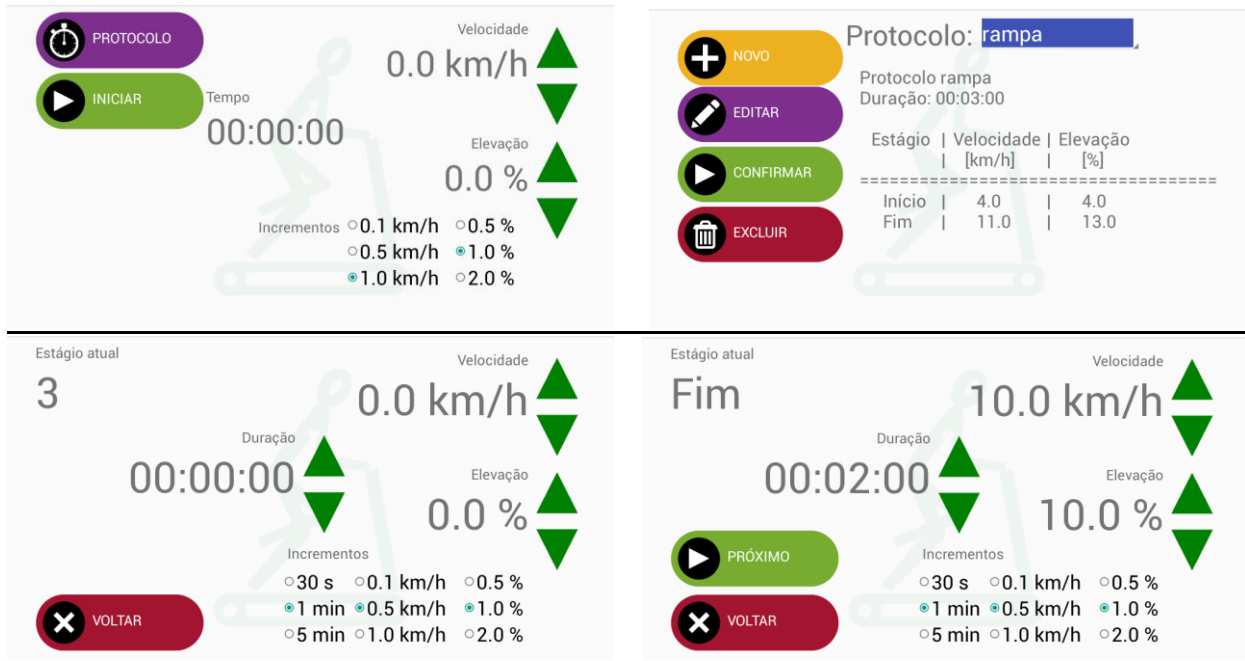 PROTOCOLO
INICIAR
Tempo
00:00:00
Velocidade
0.0 km/h
Elevação
0.0 %
Incrementos 0.1 km/h 0.5 %
0.5 km/h 1.0 %
1.0 km/h 2.0 %
NOVO
EDITAR
CONFIRMAR
EXCLUIR
Protocolo: rampa
Protocolo rampa
Duração: 00:03:00
Estágio | Velocidade | Elevação
| [km/h] | [%]
====================================
Início | 4.0 | 4.0
Fim | 11.0 | 13.0
Estágio atual
3
Velocidade
0.0 km/h
Duração
00:00:00
Elevação
0.0 %
Incrementos
30 s 0.1 km/h 0.5 %
1 min 0.5 km/h 1.0 %
5 min 1.0 km/h 2.0 %
VOLTAR
Estágio atual
Fim
Velocidade
10.0 km/h
Duração
00:02:00
Elevação
10.0 %
PRÓXIMO
Incrementos
30 s 0.1 km/h 0.5 %
1 min 0.5 km/h 1.0 %
5 min 1.0 km/h 2.0 %
VOLTAR